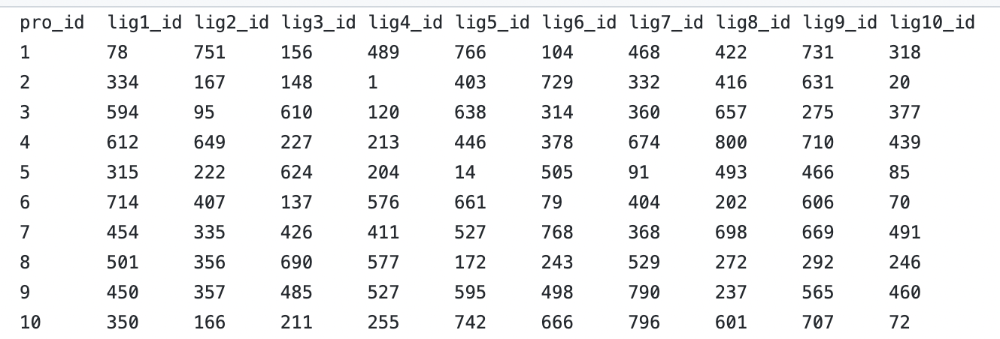 pro_id lig1_id lig2_id lig3_id lig4_id lig5_id lig6_id lig7_id lig8_id lig9_id lig10_id
1 78 751 156 489 766 104 468 422 731 318
2 334 167 148 1 403 729 332 416 631 20
3 594 95 610 120 638 314 360 657 275 377
4 612 649 227 213 446 378 674 800 710 439
5 315 222 624 204 14 505 91 493 466 85
6 714 407 137 576 661 79 404 202 606 70
7 454 335 426 411 527 768 368 698 669 491
8 501 356 690 577 172 243 529 272 292 246
9 450 357 485 527 595 498 790 237 565 460
10 350 166 211 255 742 666 796 601 707 72